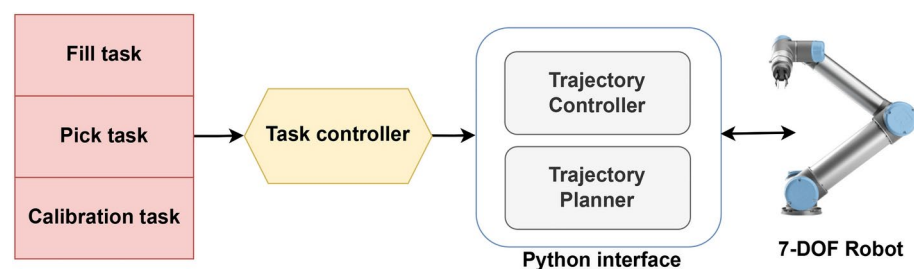 Fill task
Pick task
Calibration task
Task controller
Trajectory
Controller
Trajectory
Planner
Python interface
7-DOF Robot